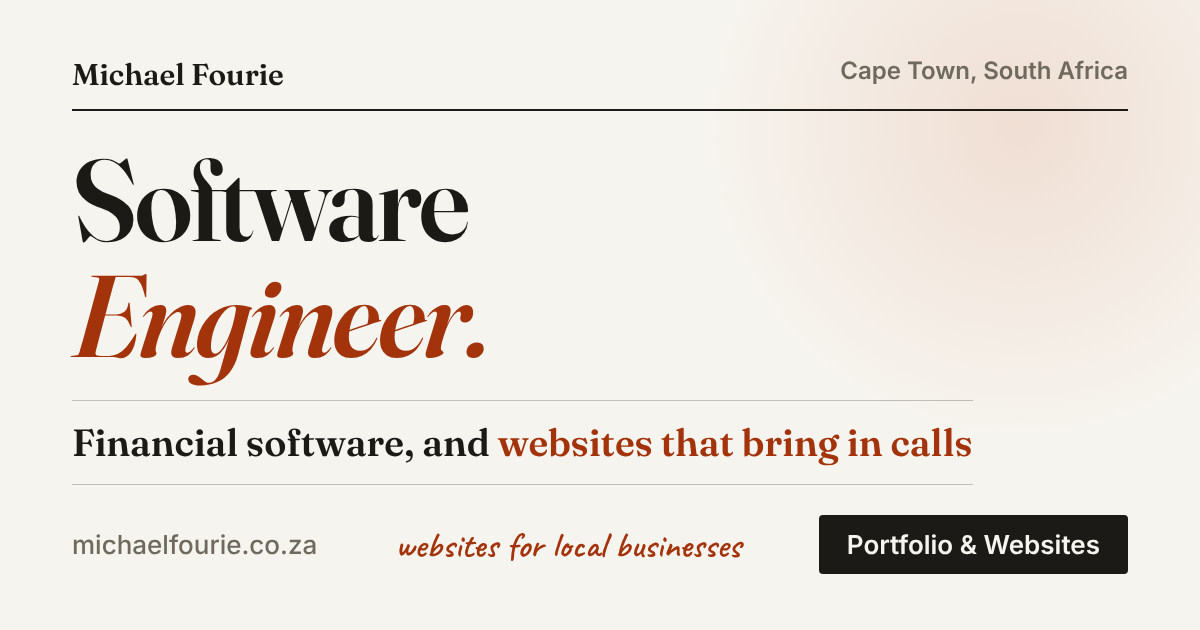 Michael Fourie
Cape Town, South Africa
Software
Engineer.
Financial software, and websites that bring in calls
michaelfourie.co.za
websites for local businesses
Portfolio & Websites